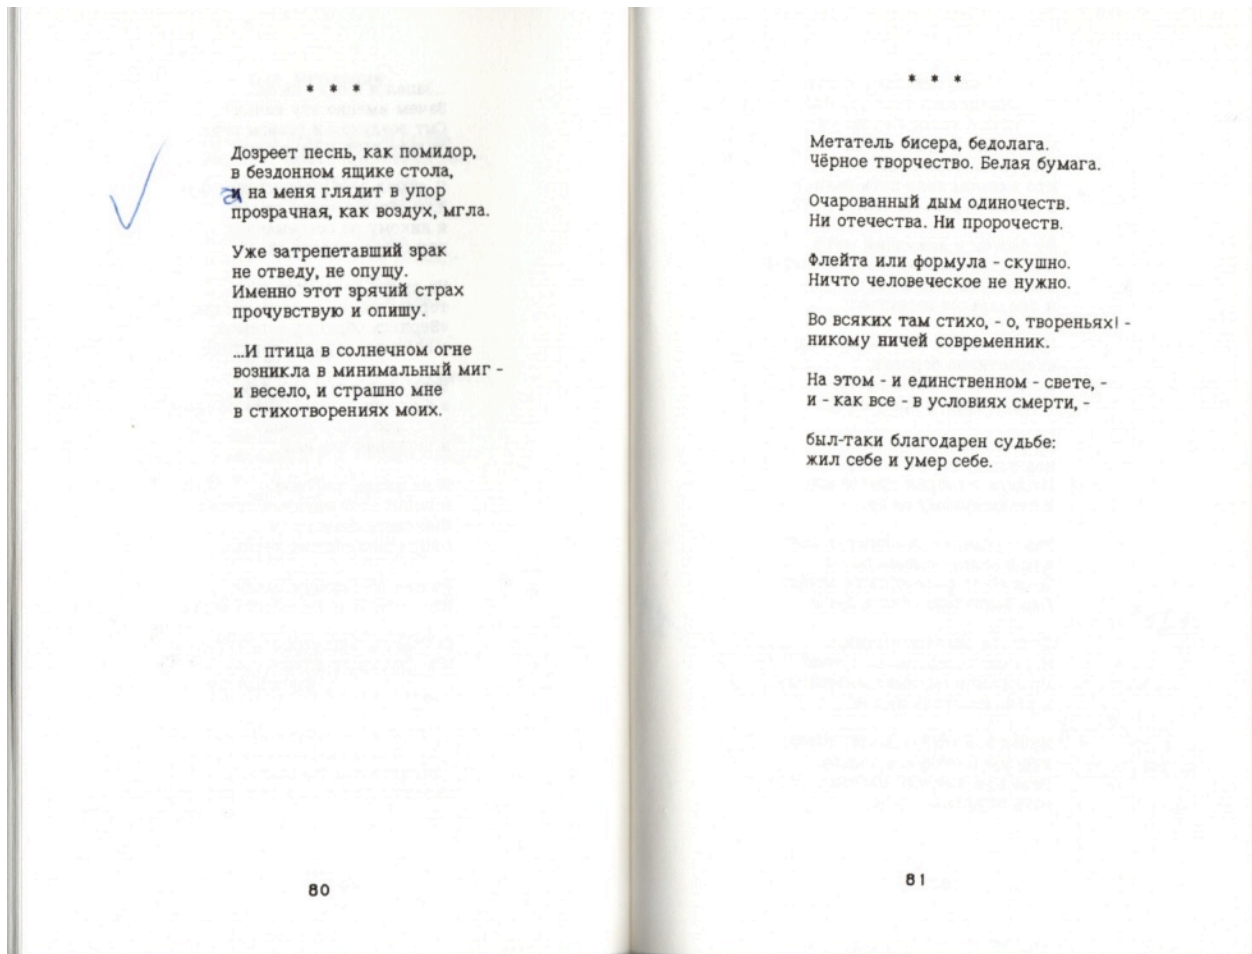 * * *
Дозреет песнь, как помидор,
в бездонном ящике стола,
а на меня глядит в упор
прозрачная, как воздух, мгла.
Уже затрепетавший зрак
не отведу, не опущу.
Именно этот зрячий страх
прочувствую и опишу.
...И птица в солнечном огне
возникла в минимальный миг -
и весело, и страшно мне
в стихотворениях моих.
80
* * *
Метатель бисера, бедолага.
Чёрное творчество. Белая бумага.
Очарованный дым одиночеств.
Ни отечества. Ни пророчеств.
Флейта или формула - скушно.
Ничто человеческое не нужно.
Во всяких там стихо, - о, твореньях! -
никому ничей современник.
На этом - и единственном - свете, -
и - как все - в условиях смерти, -
был-таки благодарен судьбе:
жил себе и умер себе.
81